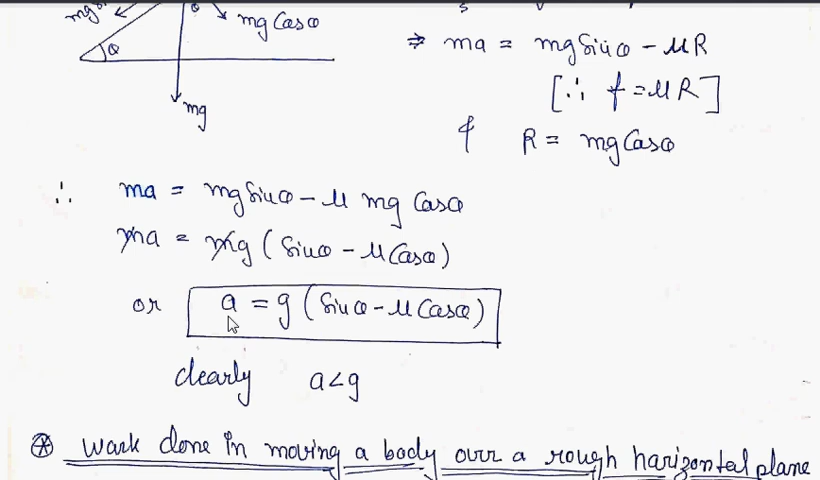 mg cosθ
θ
mg
⇒ ma = mg sinθ - μR
[∵ f = μR]
& R = mg cosθ
∴ ma = mg sinθ - μ mg cosθ
ma = mg (sinθ - μ cosθ)
or a = g (sinθ - μ cosθ)
clearly a < g
* Work done in moving a body over a rough horizontal plane